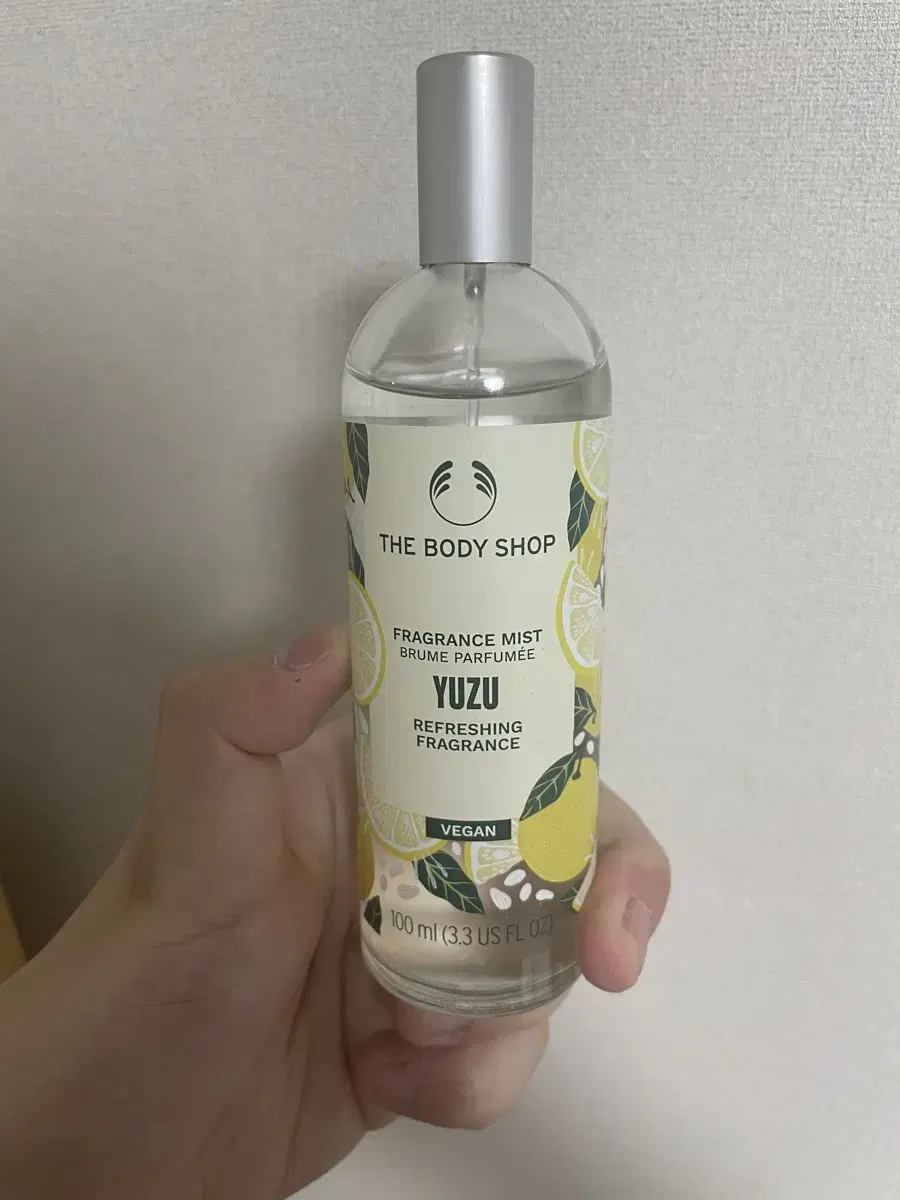 THE BODY SHOP
FRAGRANCE MIST
BRUME PARFUMÉE
YUZU
REFRESHING
FRAGRANCE
VEGAN
100 ml (3.3 US FL OZ)